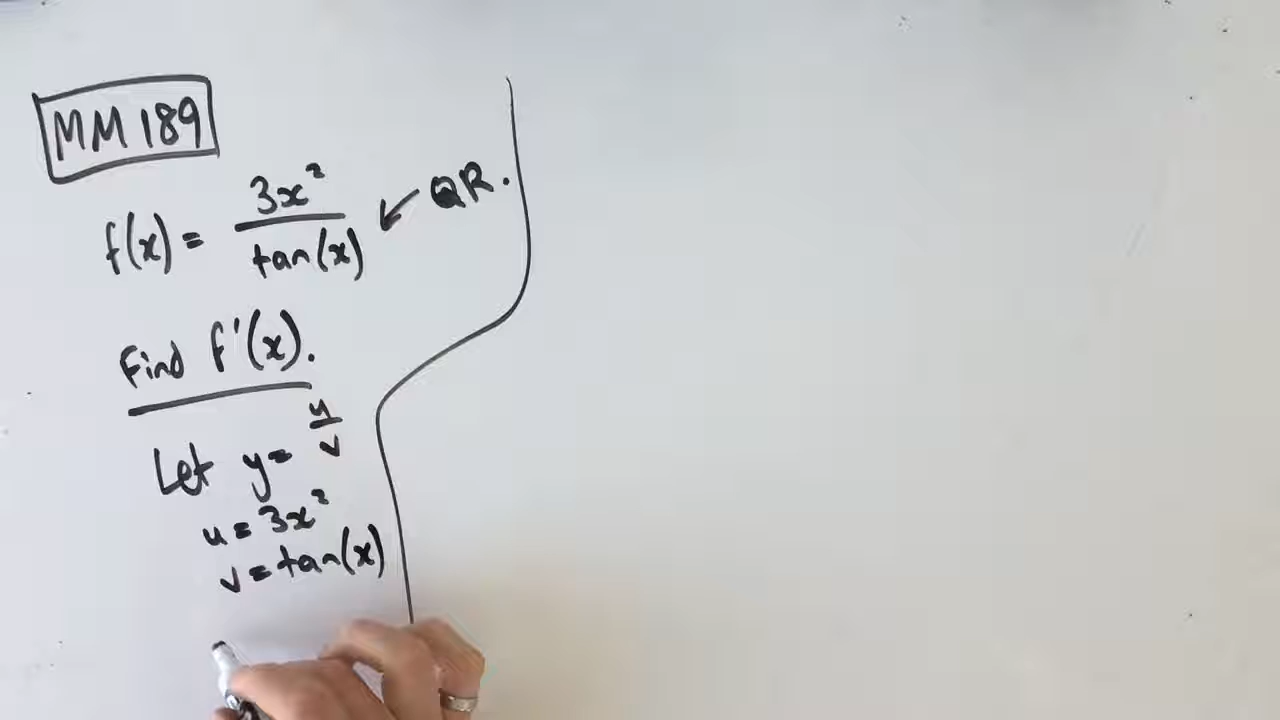 MM 189
f(x) = 3x² / tan(x) ↙ QR.
Find f'(x).
Let y = u/v
u = 3x²
v = tan(x)